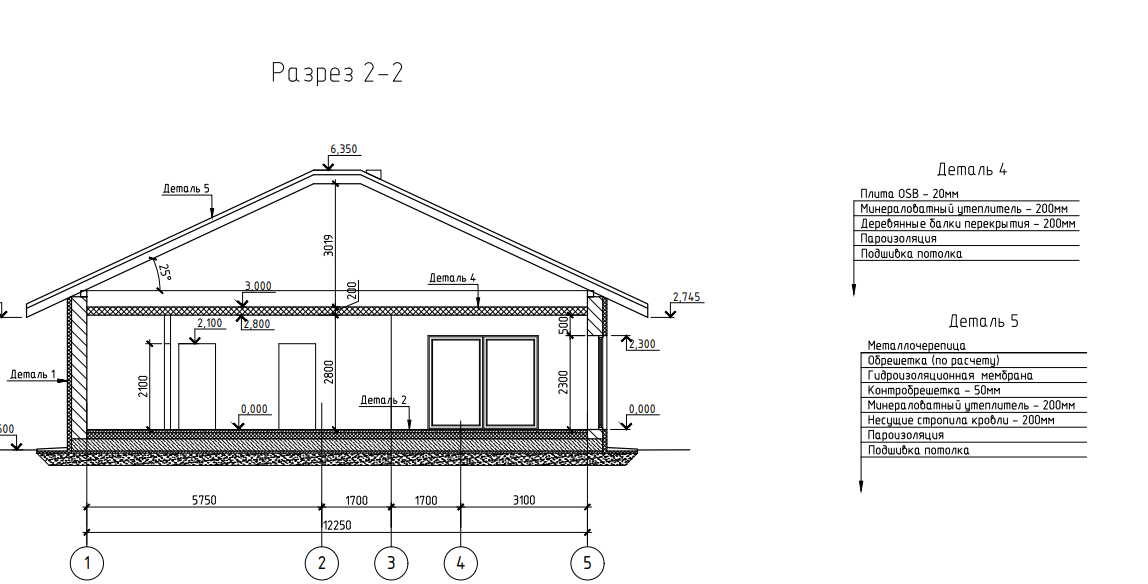 Разрез 2-2
6,350
Деталь 5
3019
25°
3,000
200
Деталь 4
2,745
2,100
2,800
500
2,300
2100
2800
2300
Деталь 1
0,000
Деталь 2
0,000
5750
1700
1700
3100
12250
1
2
3
4
5
Деталь 4
Плита OSB - 20мм
Минераловатный утеплитель - 200мм
Деревянные балки перекрытия - 200мм
Пароизоляция
Подшивка потолка
Деталь 5
Металлочерепица
Обрешетка (по расчету)
Гидроизоляционная мембрана
Контробрешетка - 50мм
Минераловатный утеплитель - 200мм
Несущие стропила кровли - 200мм
Пароизоляция
Подшивка потолка